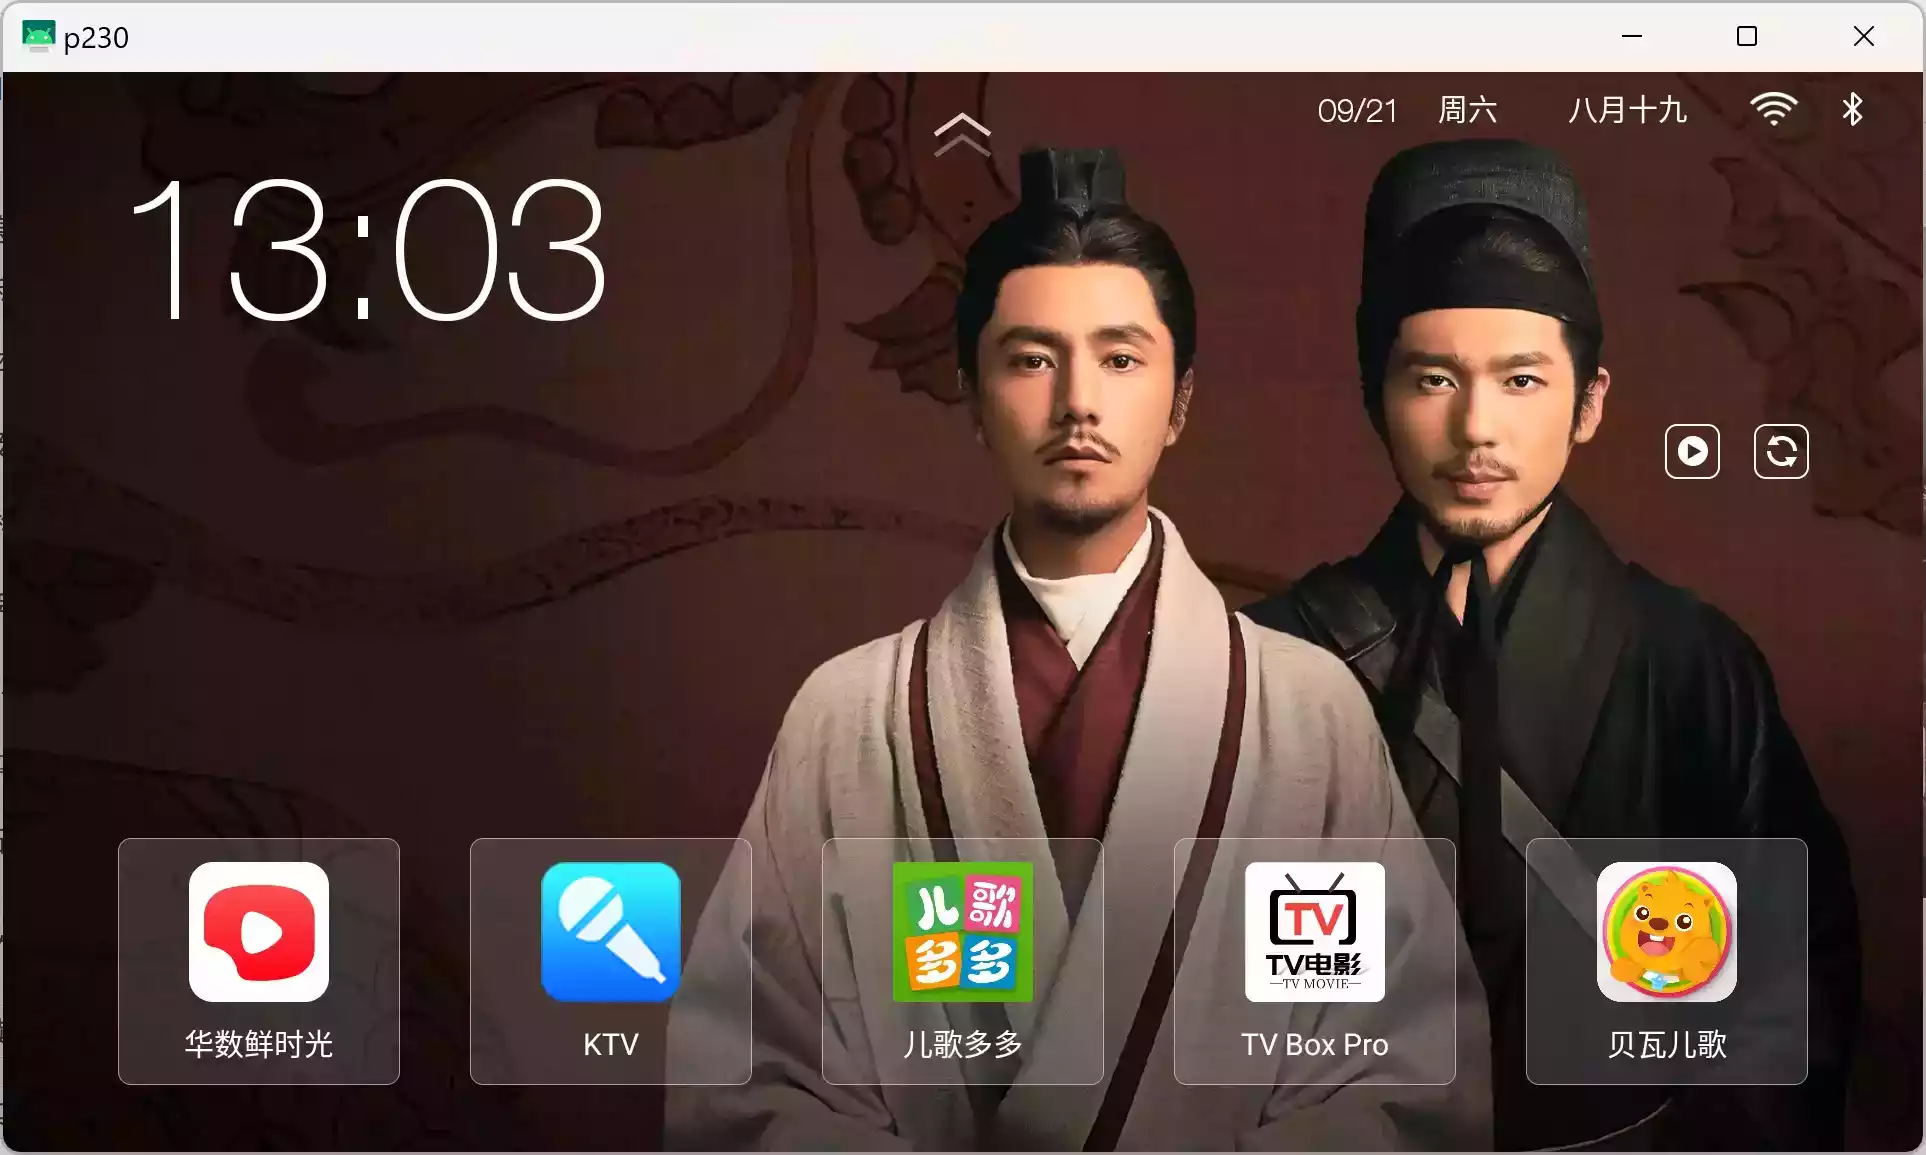 p230
09/21 周六 八月十九
13:03
儿歌
多多
TV
TV电影
—TV MOVIE—
华数鲜时光
KTV
儿歌多多
TV Box Pro
贝瓦儿歌